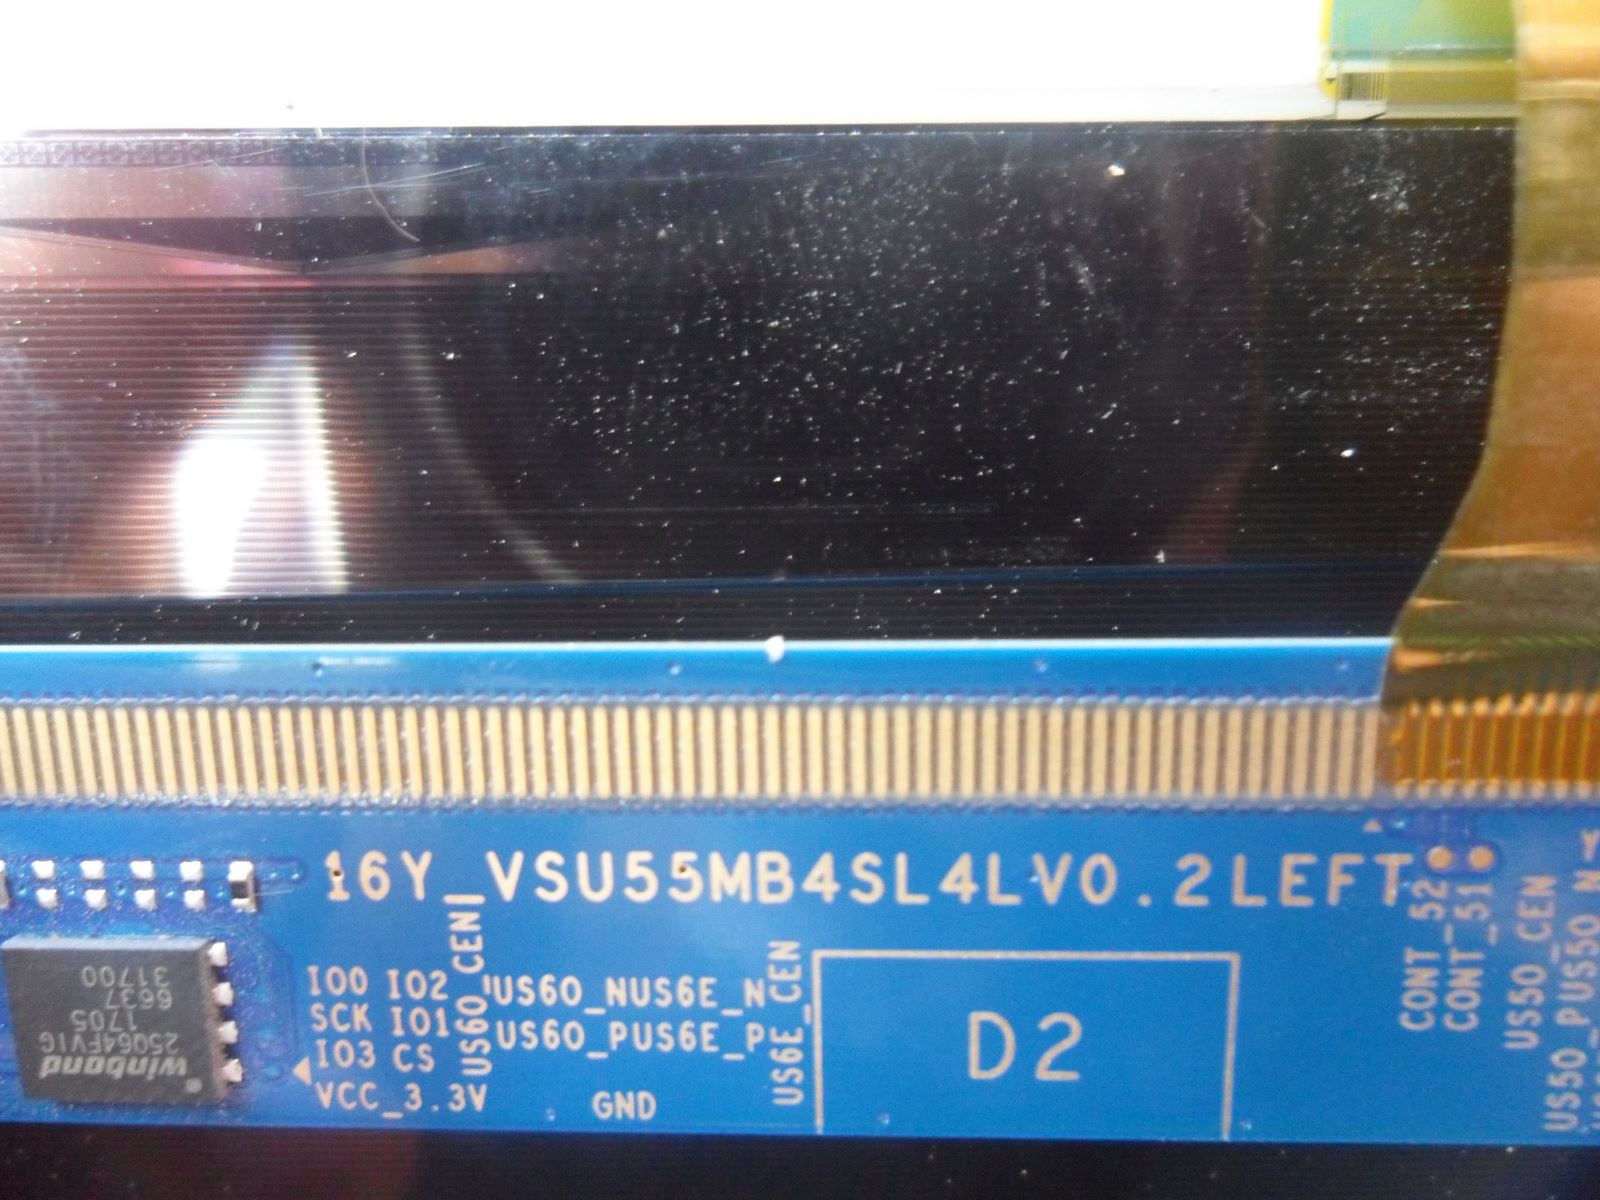 16Y_VSU55MB4SL4LV0.2LEFT
IO0 IO2
SCK IO1
IO3 CS
VCC_3.3V
US60_CEN
US60_NUS6E_N
US60_PUS6E_P
GND
US6E_CEN
D2
CONT_52
CONT_51
US50_CEN
US50_PUS50_N
Y
winbond
25Q64FVIG
1705
6637
31700